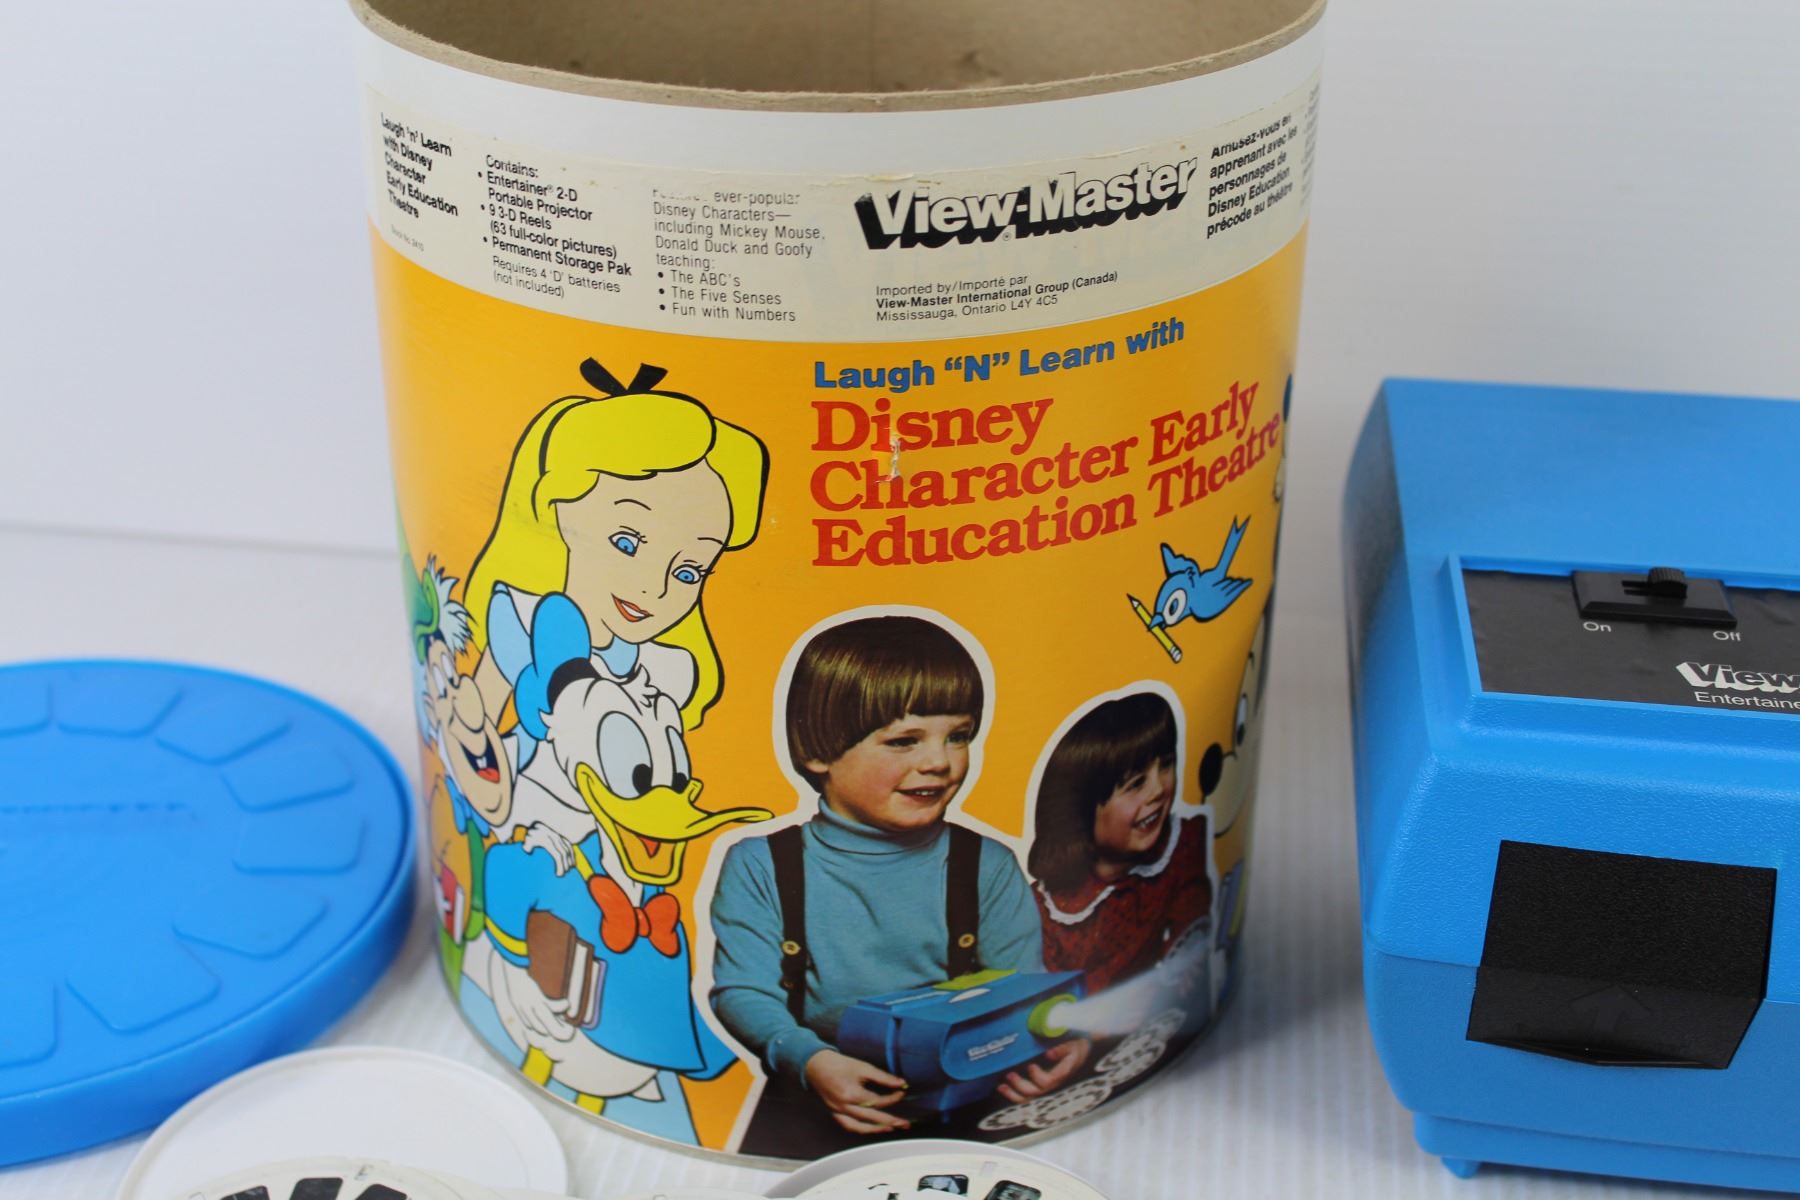 Laugh 'n' Learn
with Disney
Character
Early Education
Theatre
Contains:
• Entertainer® 2-D
Portable Projector
• 9 3-D Reels
(63 full-color pictures)
• Permanent Storage Pak
Requires 4 'D' batteries
(not included)
ever-popular
Disney Characters—
including Mickey Mouse,
Donald Duck and Goofy
teaching:
• The ABC's
• The Five Senses
• Fun with Numbers
View-Master®
Imported by/Importé par
View-Master International Group (Canada)
Mississauga, Ontario L4Y 4C5
Amusez-vous en
apprenant avec les
personnages de
Disney Education
précode au théâtre
Laugh “N” Learn with
Disney
Character Early
Education Theatre
On
Off
View
Entertaine